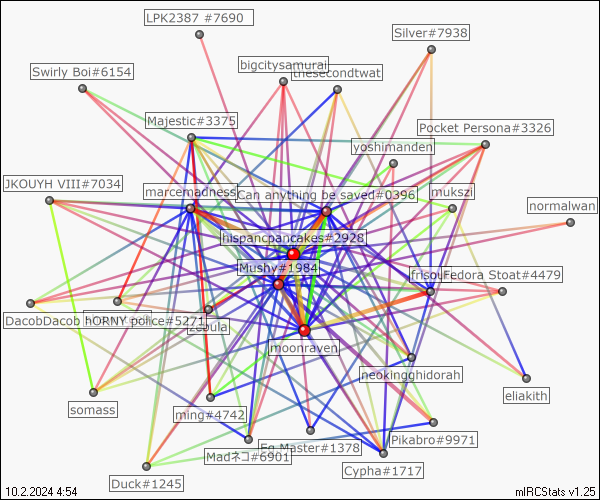 LPK2387 #7690
Silver#7938
bigcitysamurai
Swirly Boi#6154
thesecondtwat
Majestic#3375
Pocket Persona#3326
yoshimanden
JKOUYH VIII#7034
marcemadness
Can anything be saved#0396
mukszi
normalwan
hispancpancakes#2928
Mushy#1984
Fedora Stoat#4479
DacobDacob
hORNY police#5271
moonraven
neokingghidorah
eliakith
somass
ming#4742
Pikabro#9971
Eg Master#1378
Madネコ#6901
Cypha#1717
Duck#1245
10.2.2024 4:54
mIRCStats v1.25